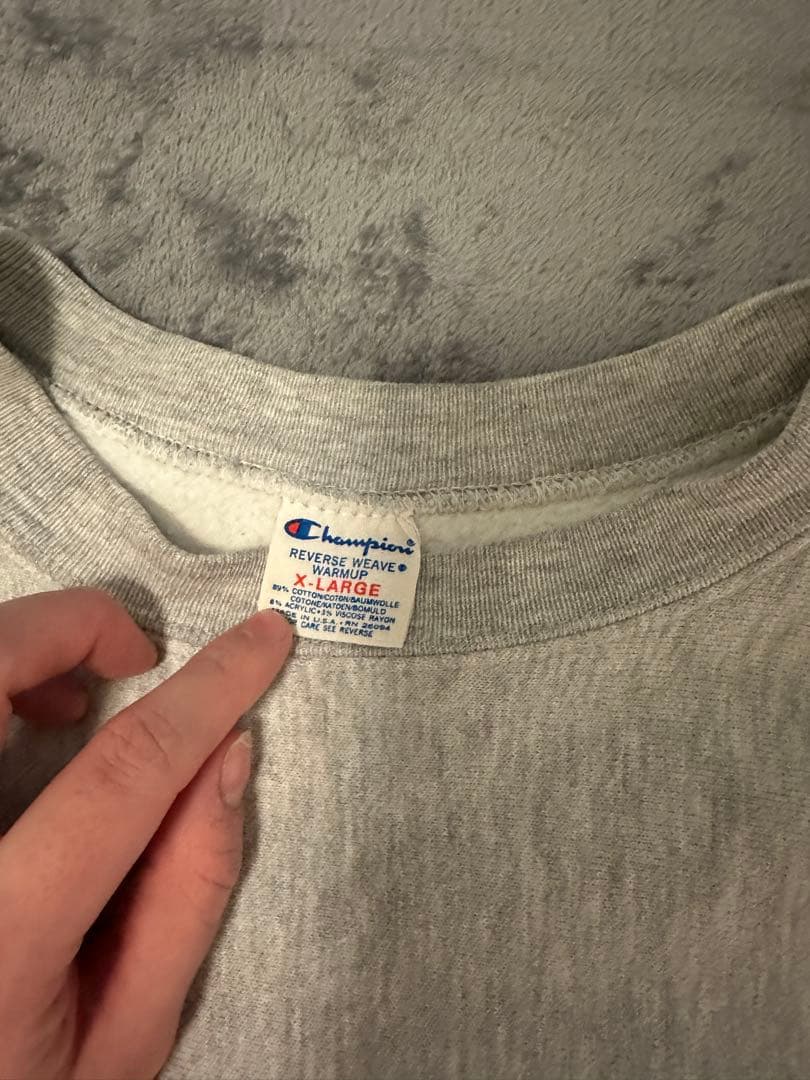 Champion®
REVERSE WEAVE®
WARMUP
X-LARGE
89% COTTON/COTON/BAUMWOLLE
COTONE/KATOEN/BOMULD
8% ACRYLIC•3% VISCOSE RAYON
MADE IN U.S.A.•RN 26094
CARE SEE REVERSE